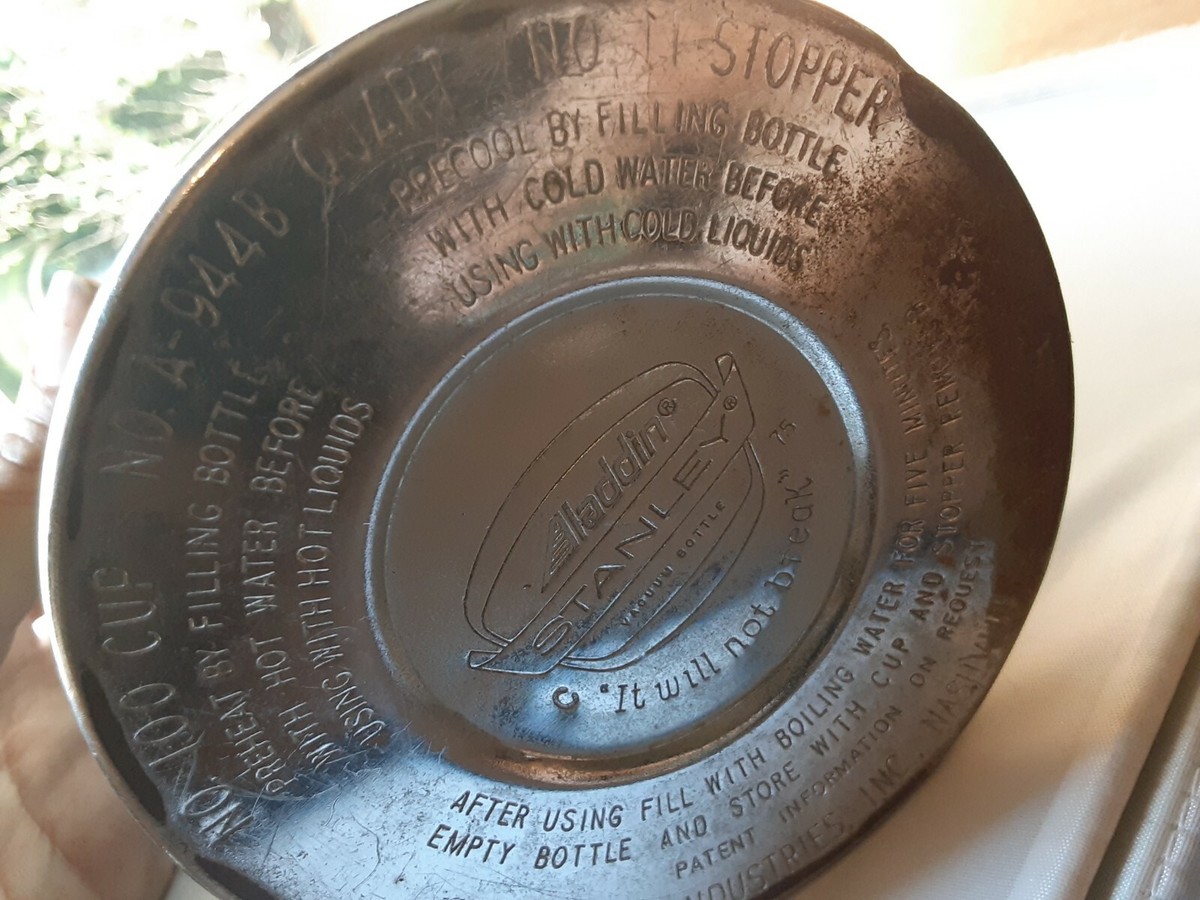 NO. A-944B QUART NO. STOPPER
PRECOOL BY FILLING BOTTLE
WITH COLD WATER BEFORE
USING WITH COLD LIQUIDS
NO. CUP
PREHEAT BY FILLING BOTTLE
WITH HOT WATER BEFORE
USING WITH HOT LIQUIDS
Aladdin®
STANLEY®
VACUUM BOTTLE
C "It will not break" 75
AFTER USING FILL WITH BOILING WATER FOR FIVE MINUTES
EMPTY BOTTLE AND STORE WITH CUP AND STOPPER REMOVED
PATENT INFORMATION ON REQUEST
INDUSTRIES, INC., NASHVILLE